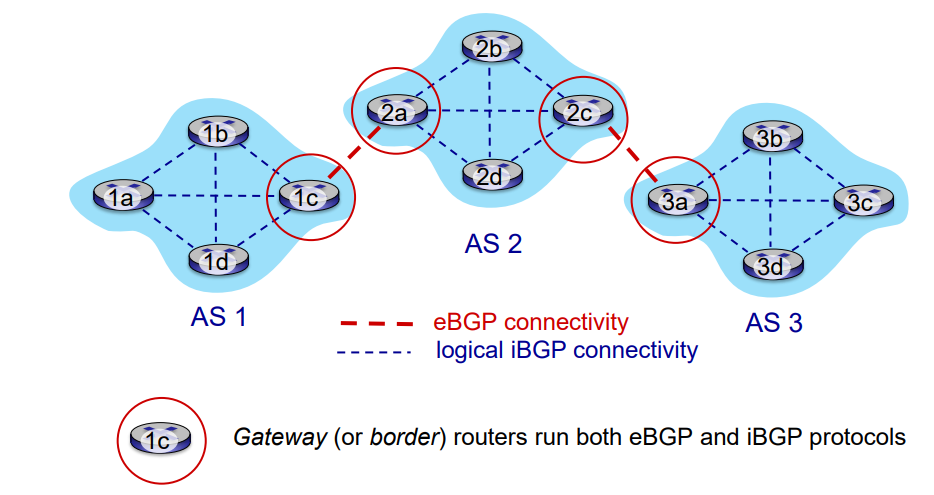 2b
2a
2c
2d
AS 2
1b
1a
1c
1d
AS 1
3b
3a
3c
3d
AS 3
eBGP connectivity
logical iBGP connectivity
1c
Gateway (or border) routers run both eBGP and iBGP protocols